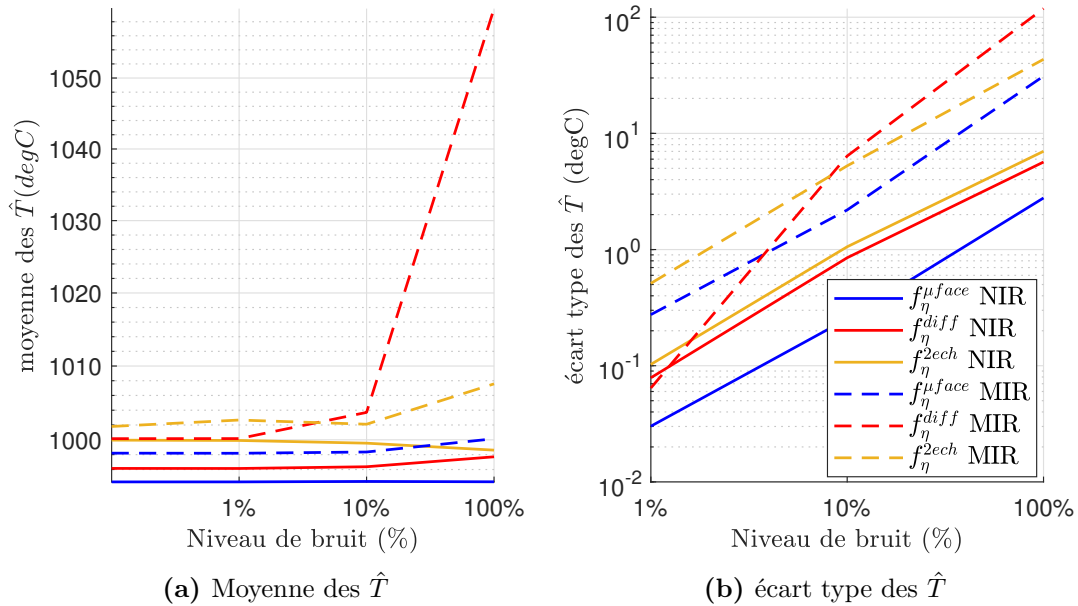 1050
1040
1030
1020
1010
1000
moyenne des T̂(degC)
1%
10%
100%
Niveau de bruit (%)
(a) Moyenne des T̂
10^2
10^1
10^0
10^-1
10^-2
écart type des T̂ (degC)
f_η^{μface} NIR
f_η^{diff} NIR
f_η^{2ech} NIR
f_η^{μface} MIR
f_η^{diff} MIR
f_η^{2ech} MIR
1%
10%
100%
Niveau de bruit (%)
(b) écart type des T̂